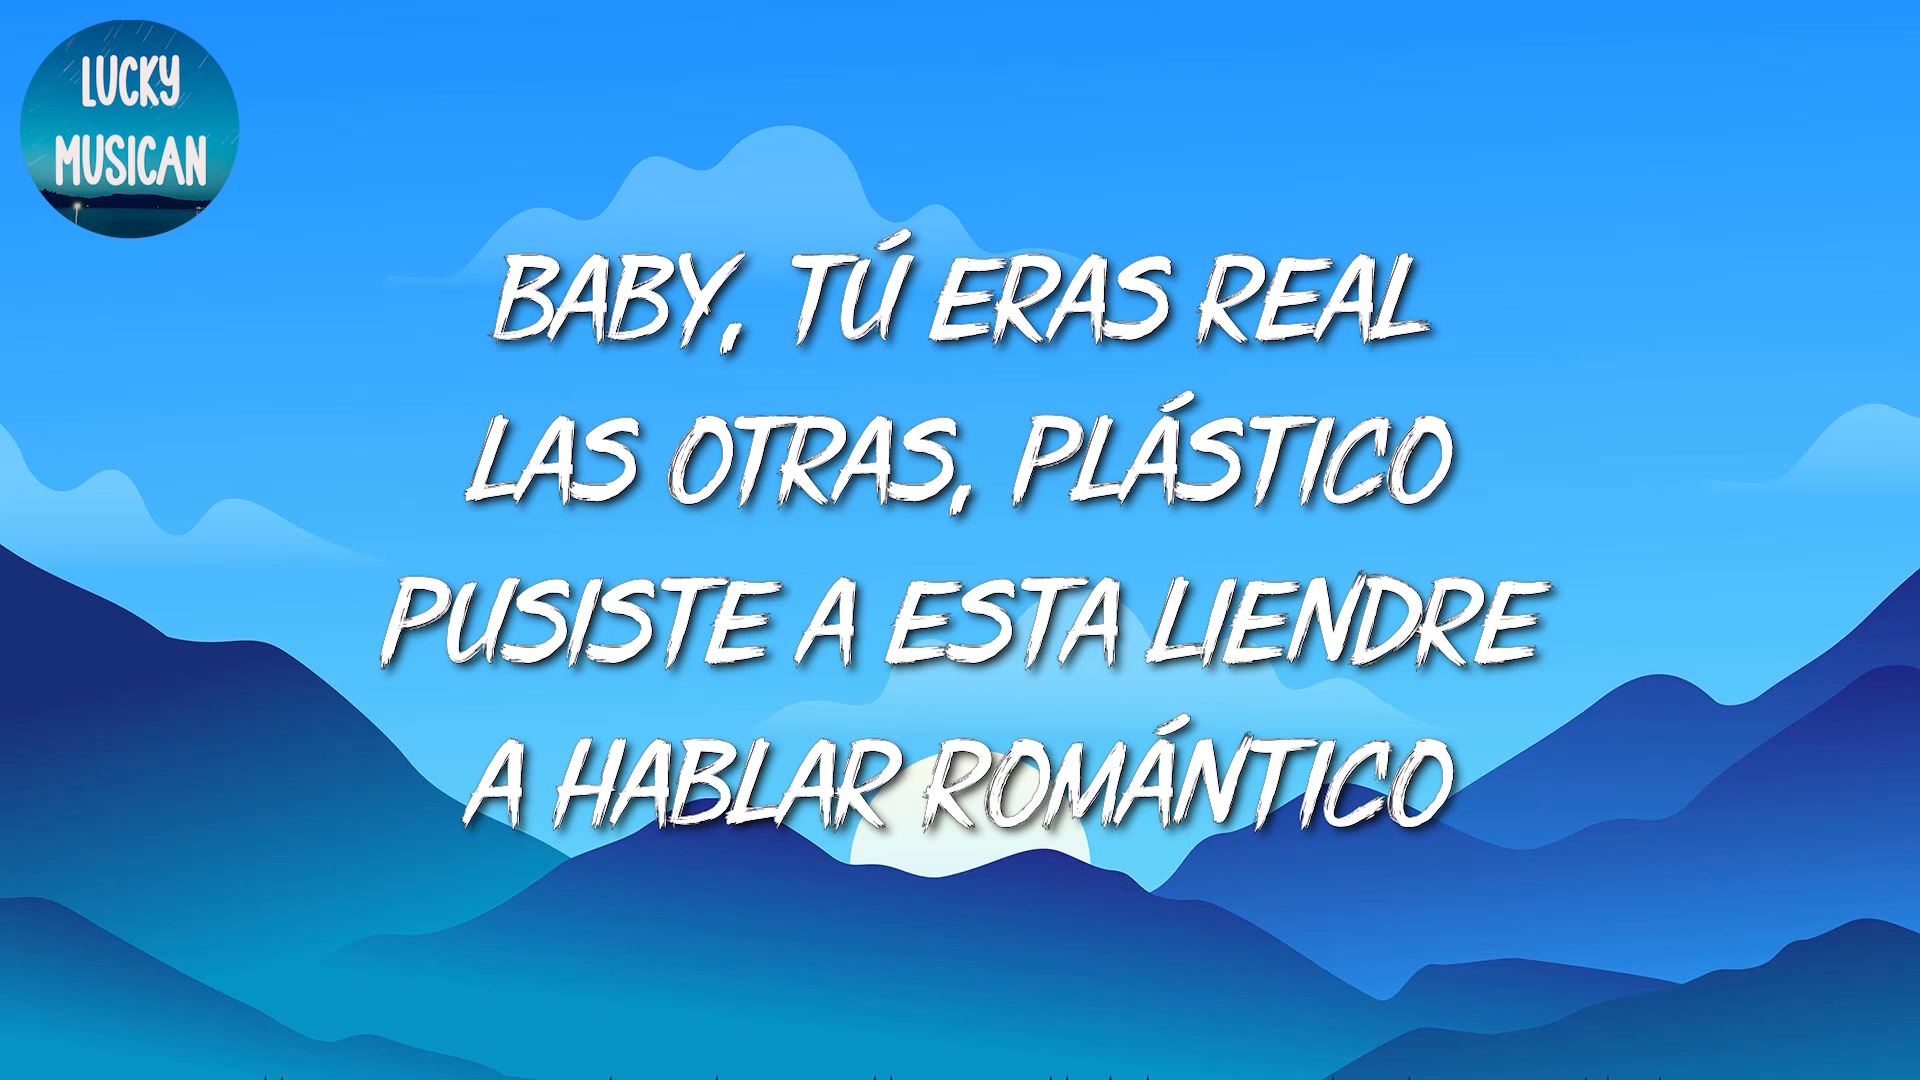 LUCKY
MUSICAN
BABY, TÚ ERAS REAL
LAS OTRAS, PLÁSTICO
PUSISTE A ESTA LIENDRE
A HABLAR ROMÁNTICO